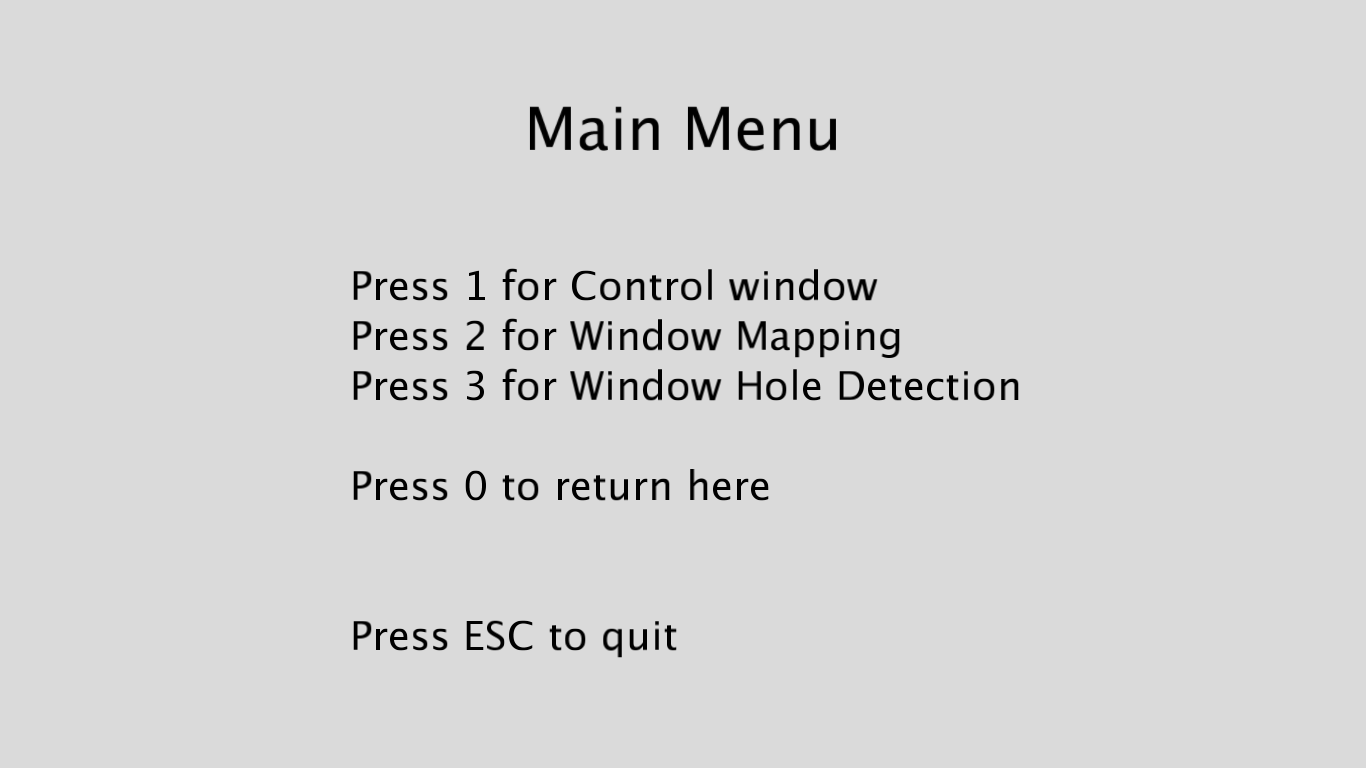 Main Menu
Press 1 for Control window
Press 2 for Window Mapping
Press 3 for Window Hole Detection
Press 0 to return here
Press ESC to quit